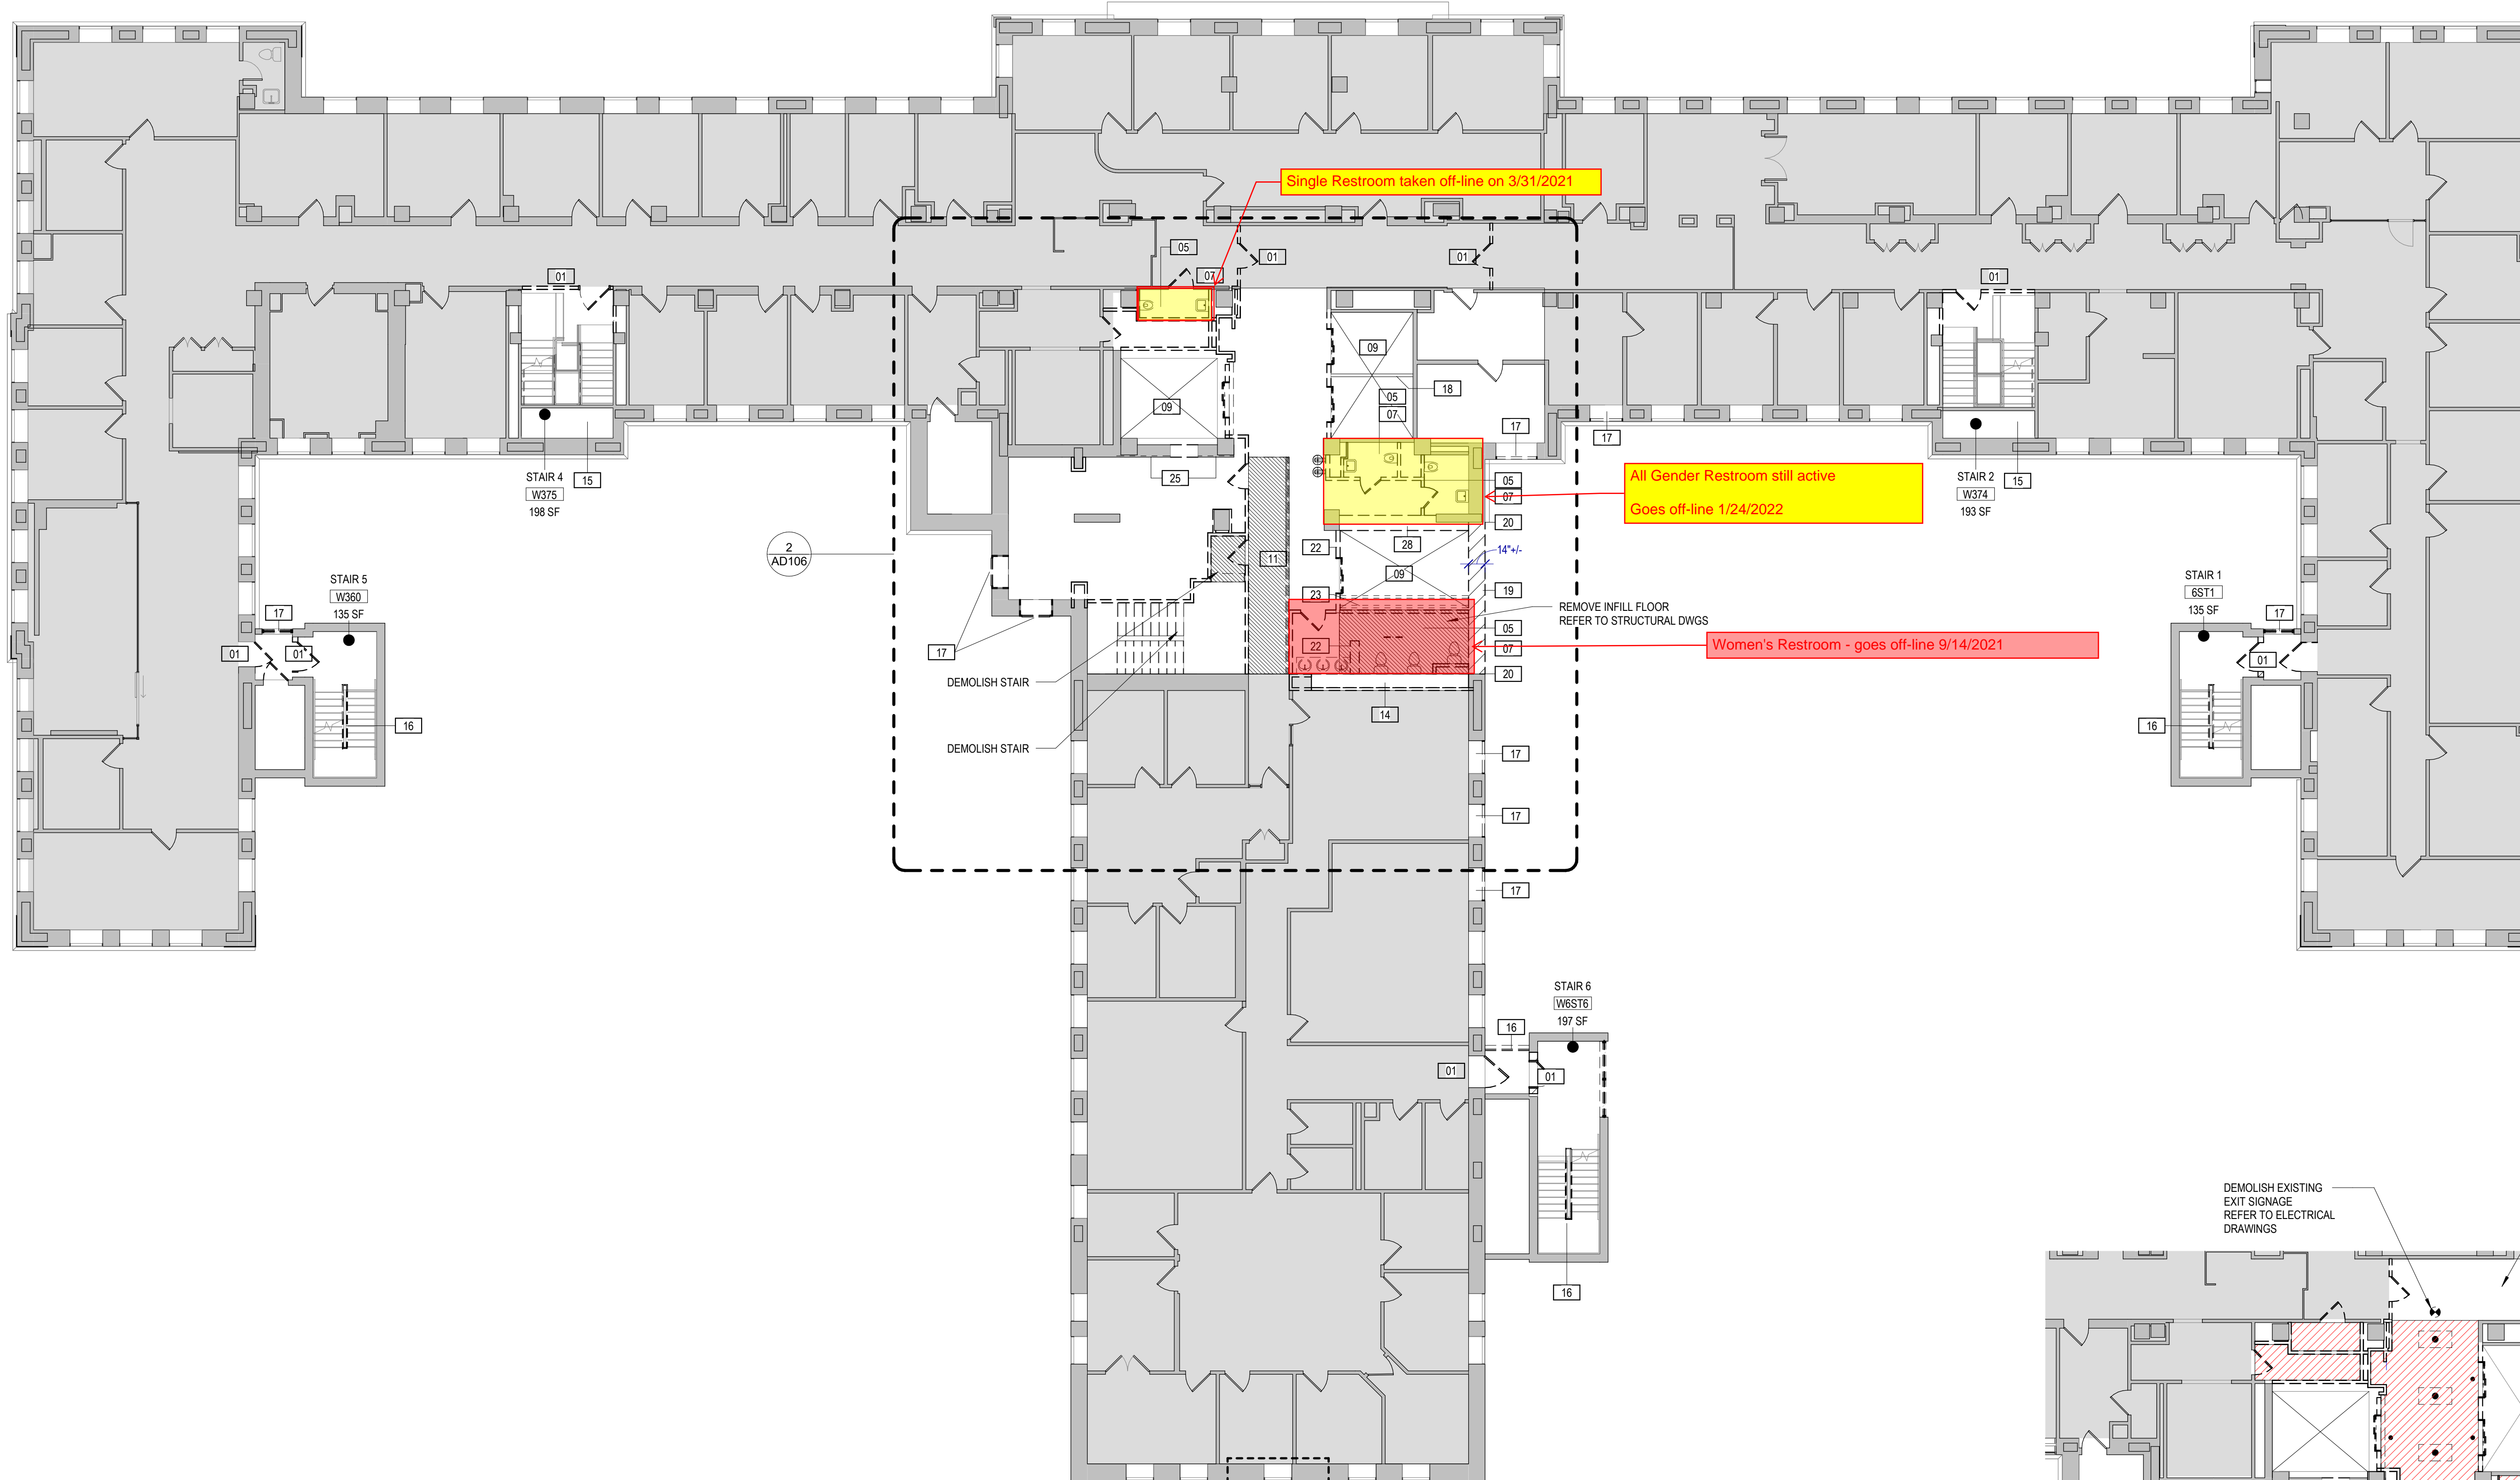 Single Restroom taken off-line on 3/31/2021
05
07
01
01
01
01
09
09
18
05
07
17
17
STAIR 4
W375
198 SF
15
25
All Gender Restroom still active
Goes off-line 1/24/2022
STAIR 2
W374
193 SF
15
05
07
20
2
AD106
22
28
14"+/-
11
09
STAIR 5
W360
135 SF
17
01
01
23
19
REMOVE INFILL FLOOR
REFER TO STRUCTURAL DWGS
STAIR 1
6ST1
135 SF
17
01
05
22
07
Women's Restroom - goes off-line 9/14/2021
17
20
DEMOLISH STAIR
14
16
16
DEMOLISH STAIR
17
17
17
STAIR 6
W6ST6
197 SF
16
01
01
16
DEMOLISH EXISTING
EXIT SIGNAGE
REFER TO ELECTRICAL
DRAWINGS